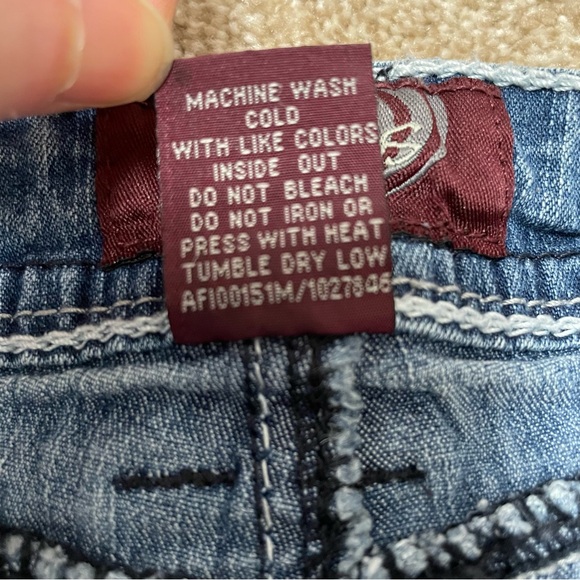 MACHINE WASH
COLD
WITH LIKE COLORS
INSIDE OUT
DO NOT BLEACH
DO NOT IRON OR
PRESS WITH HEAT
TUMBLE DRY LOW
AFI00151M/1027846